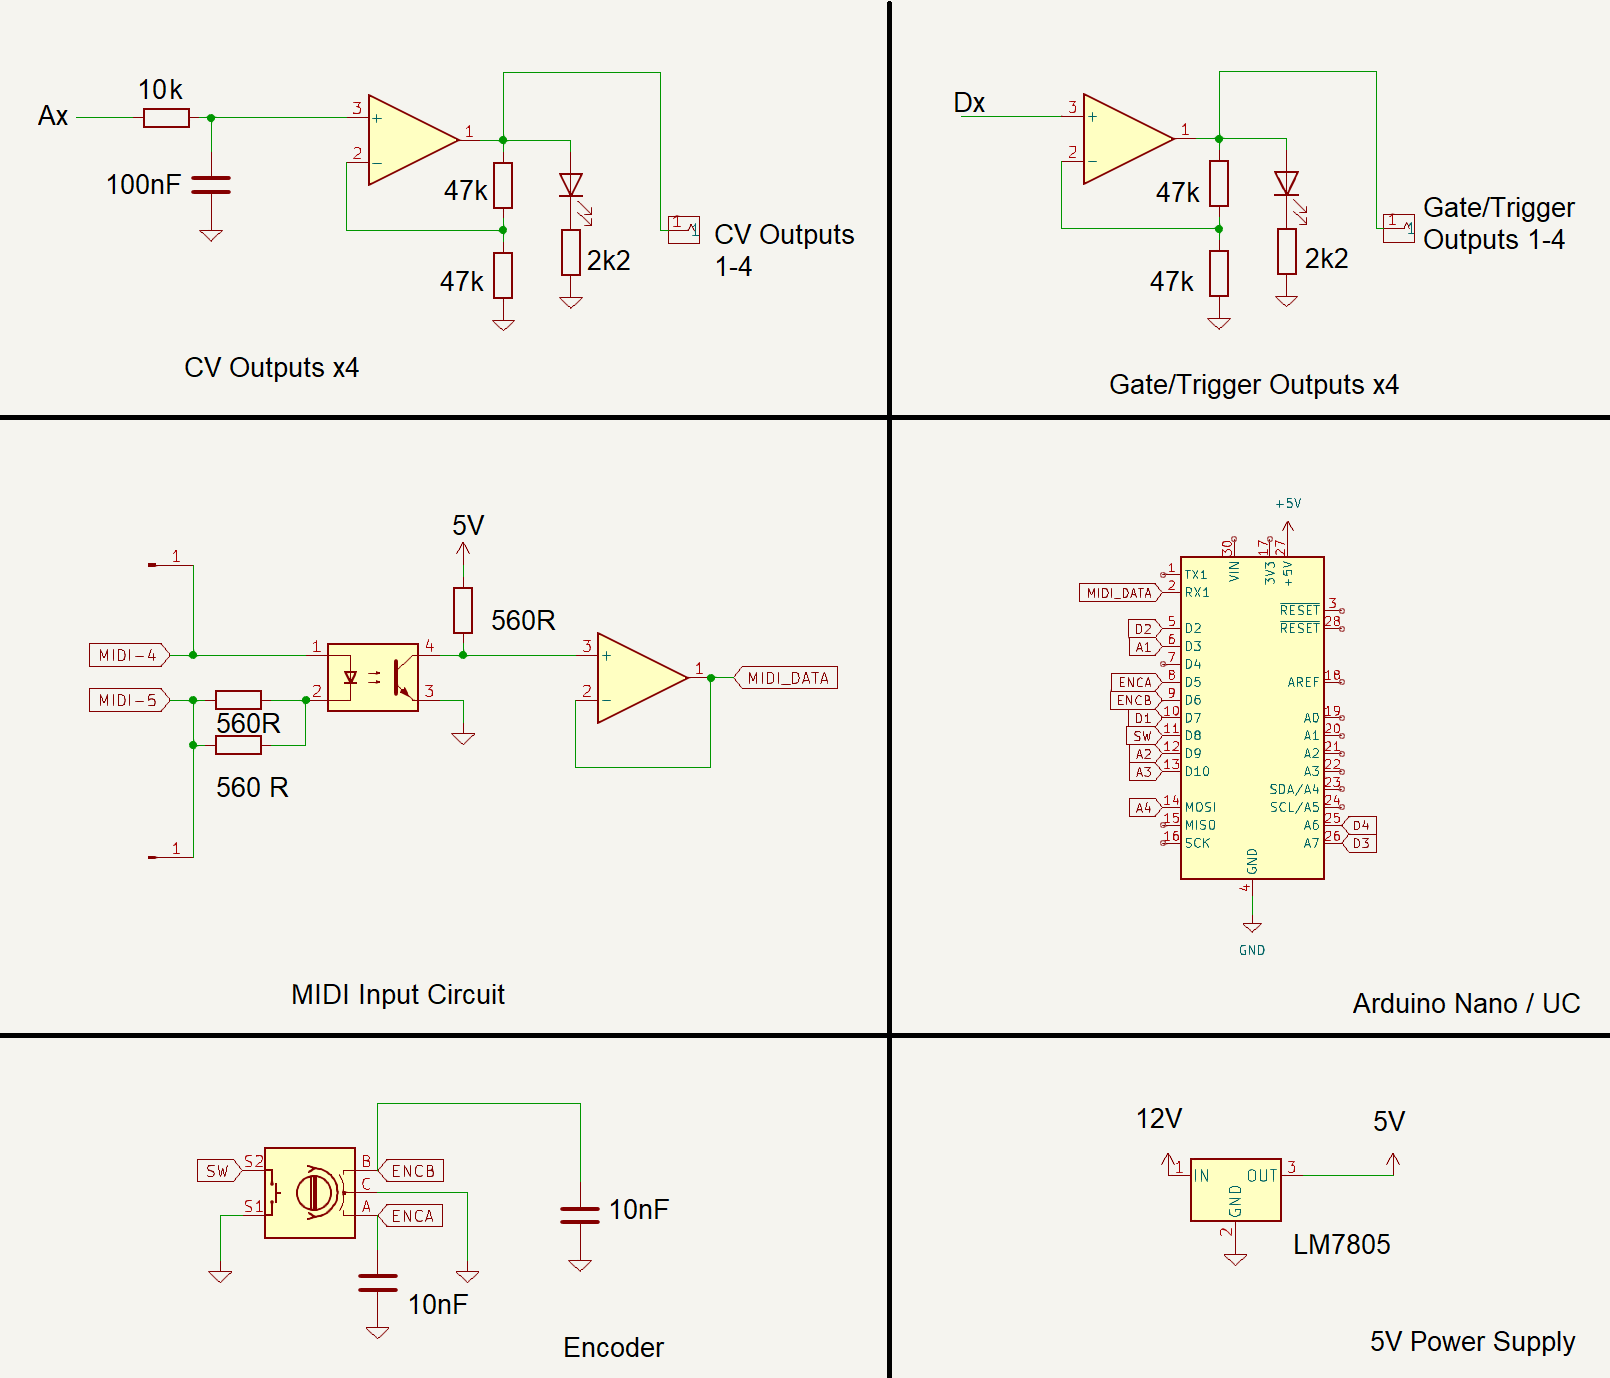 10k
Ax
3
+
1
2
−
100nF
47k
47k
2k2
1
1
CV Outputs
1-4
CV Outputs x4
Dx
3
+
1
2
−
47k
47k
2k2
1
1
Gate/Trigger
Outputs 1-4
Gate/Trigger Outputs x4
5V
1
560R
MIDI-4
1
4
3
+
1
MIDI_DATA
MIDI-5
2
3
2
−
560R
560 R
1
MIDI Input Circuit
+5V
30
17
27
VIN
3V3
+5V
1
TX1
MIDI_DATA
2
RX1
RESET
3
RESET
28
D2
5
D2
A1
6
D3
7
D4
ENCA
8
D5
AREF
18
ENCB
9
D6
D1
10
D7
A0
19
SW
11
D8
A1
20
A2
12
D9
A2
21
A3
13
D10
A3
22
SDA/A4
23
A4
14
MOSI
SCL/A5
24
15
MISO
A6
25
D4
16
SCK
A7
26
D3
GND
4
GND
Arduino Nano / UC
SW
S2
B
ENCB
C
S1
A
ENCA
10nF
10nF
Encoder
12V
5V
1
IN
OUT
3
GND
2
LM7805
5V Power Supply